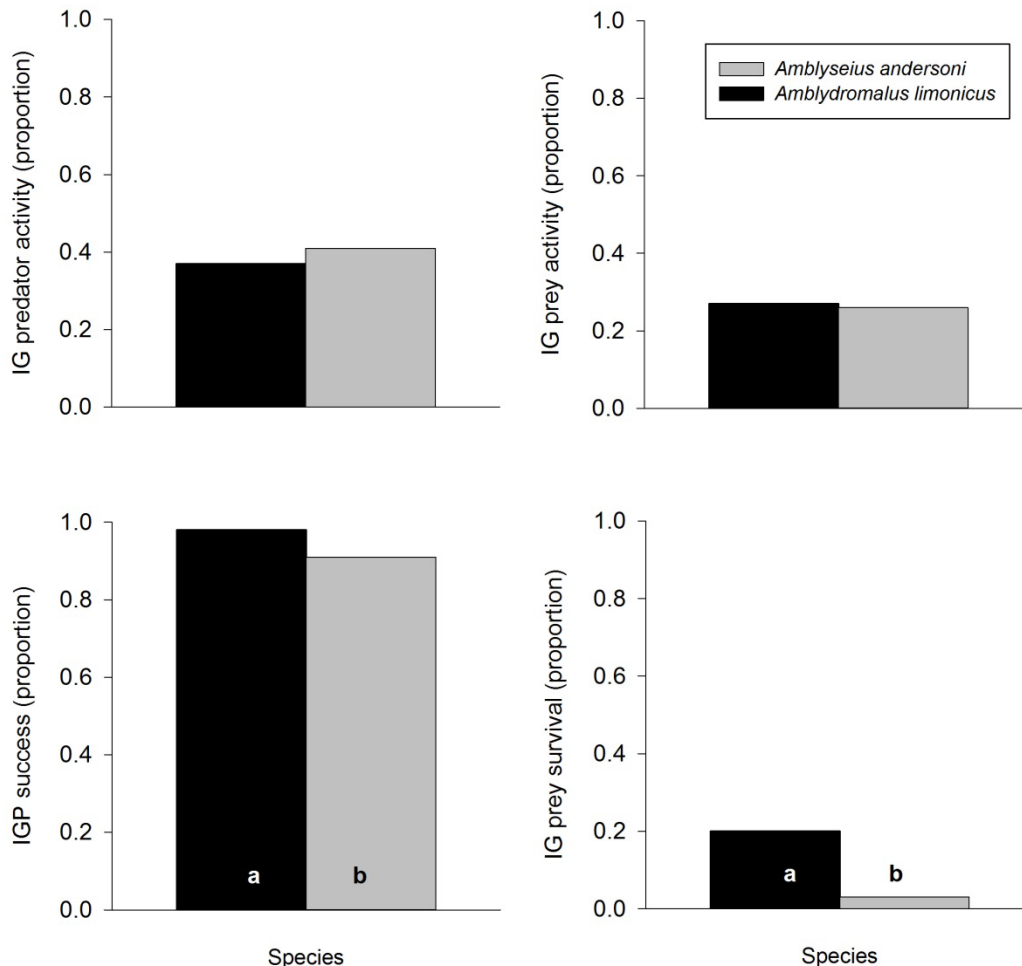 IG predator activity (proportion)
1.0
0.8
0.6
0.4
0.2
0.0
IG prey activity (proportion)
1.0
0.8
0.6
0.4
0.2
0.0
Amblyseius andersoni
Amblydromalus limonicus
IGP success (proportion)
1.0
0.8
0.6
0.4
0.2
0.0
a
b
Species
IG prey survival (proportion)
1.0
0.8
0.6
0.4
0.2
0.0
a
b
Species